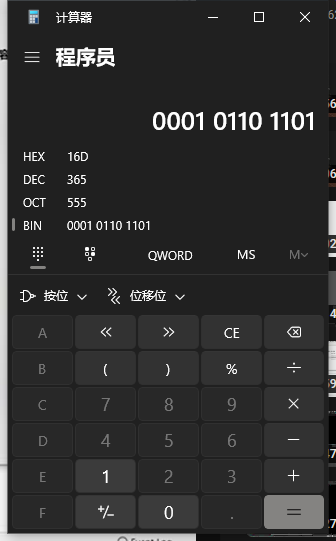 计算器
程序员
0001 0110 1101
HEX 16D
DEC 365
OCT 555
BIN 0001 0110 1101
QWORD MS M
按位 位移位
A « » CE
B ( ) % ÷
C 7 8 9 ×
D 4 5 6 −
E 1 2 3 +
F +/− 0 . =